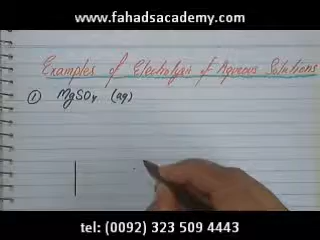 www.fahadsacademy.com
Examples of Electrolysis of Aqueous Solutions
① MgSO₄ (aq)
tel: (0092) 323 509 4443